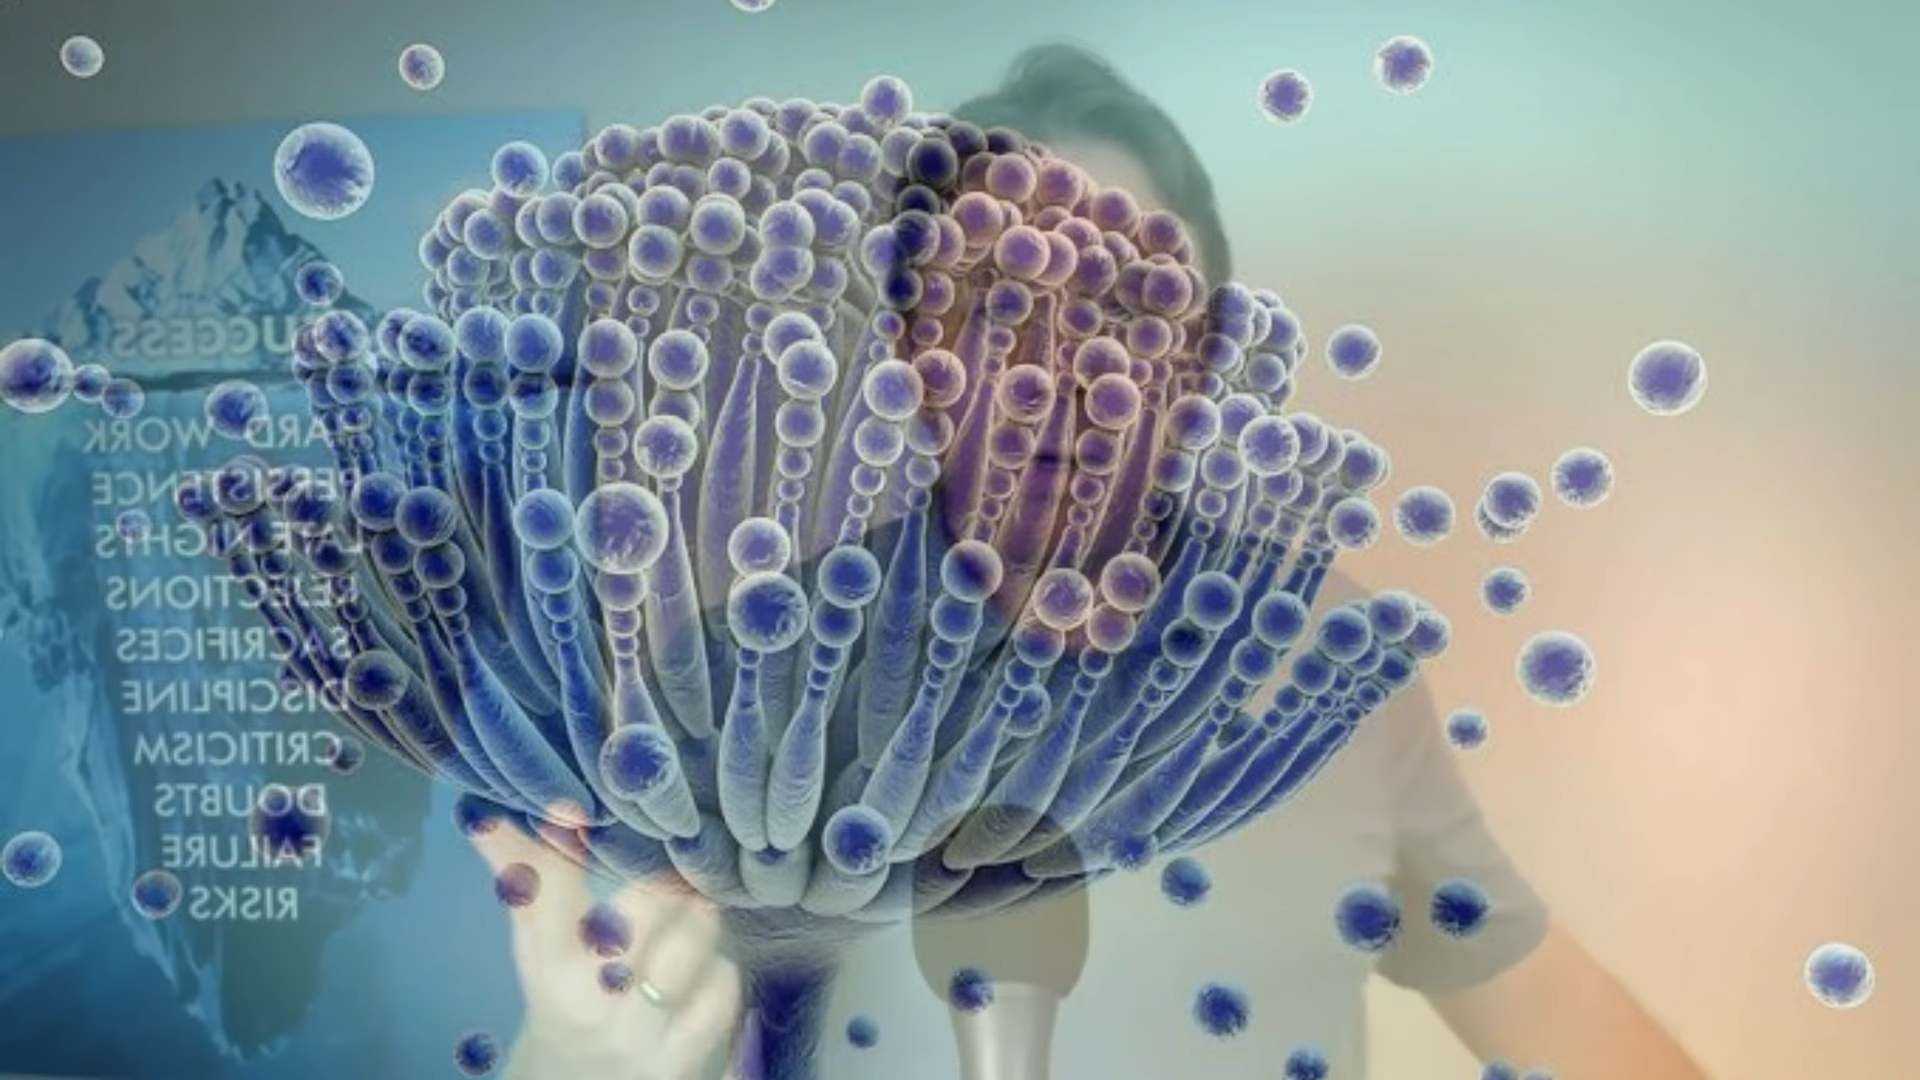 SUCCESS
HARD WORK
PERSISTENCE
LATE NIGHTS
REJECTIONS
SACRIFICES
DISCIPLINE
CRITICISM
DOUBTS
FAILURE
RISKS